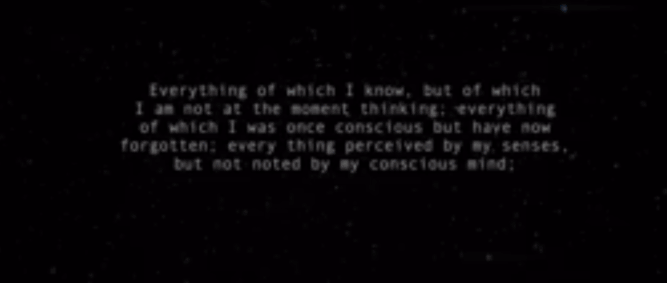 Everything of which I know, but of which
I am not at the moment thinking; everything
of which I was once conscious but have now
forgotten; every thing perceived by my senses,
but not noted by my conscious mind;